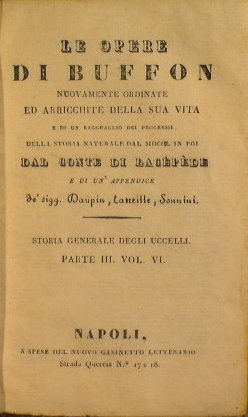 LE OPERE
DI BUFFON
NUOVAMENTE ORDINATE
ED ARRICCHITE DELLA SUA VITA
E DI UN RAGGUAGLIO DEI PROGRESSI
DELLA STORIA NATURALE DAL MDCCL IN POI
DAL CONTE DI LACÉPÈDE
E DI UN' APPENDICE
de' sigg. Daupin, Latreille, Sonnini.
STORIA GENERALE DEGLI UCCELLI.
PARTE III. VOL. VI.
NAPOLI,
A SPESE DEL NUOVO GABINETTO LETTERARIO
Strada Quercia N.° 17 e 18.